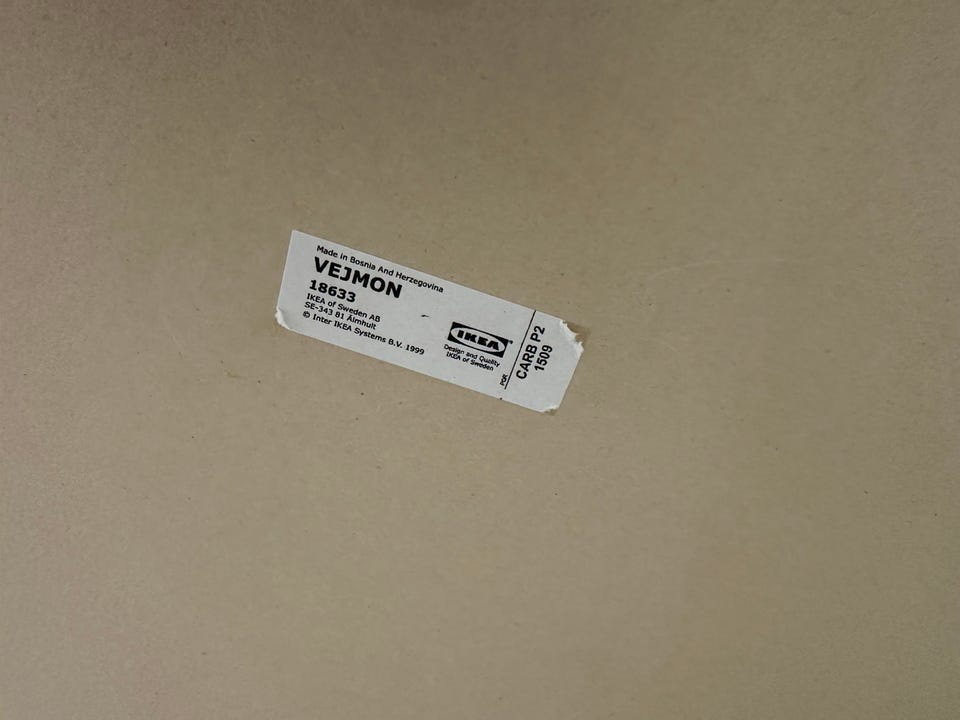 Made in Bosnia And Herzegovina
VEJMON
18633
IKEA of Sweden AB
SE-343 81 Älmhult
© Inter IKEA Systems B.V. 1999
IKEA
Design and Quality
IKEA of Sweden
PGR
CARB P2
1509